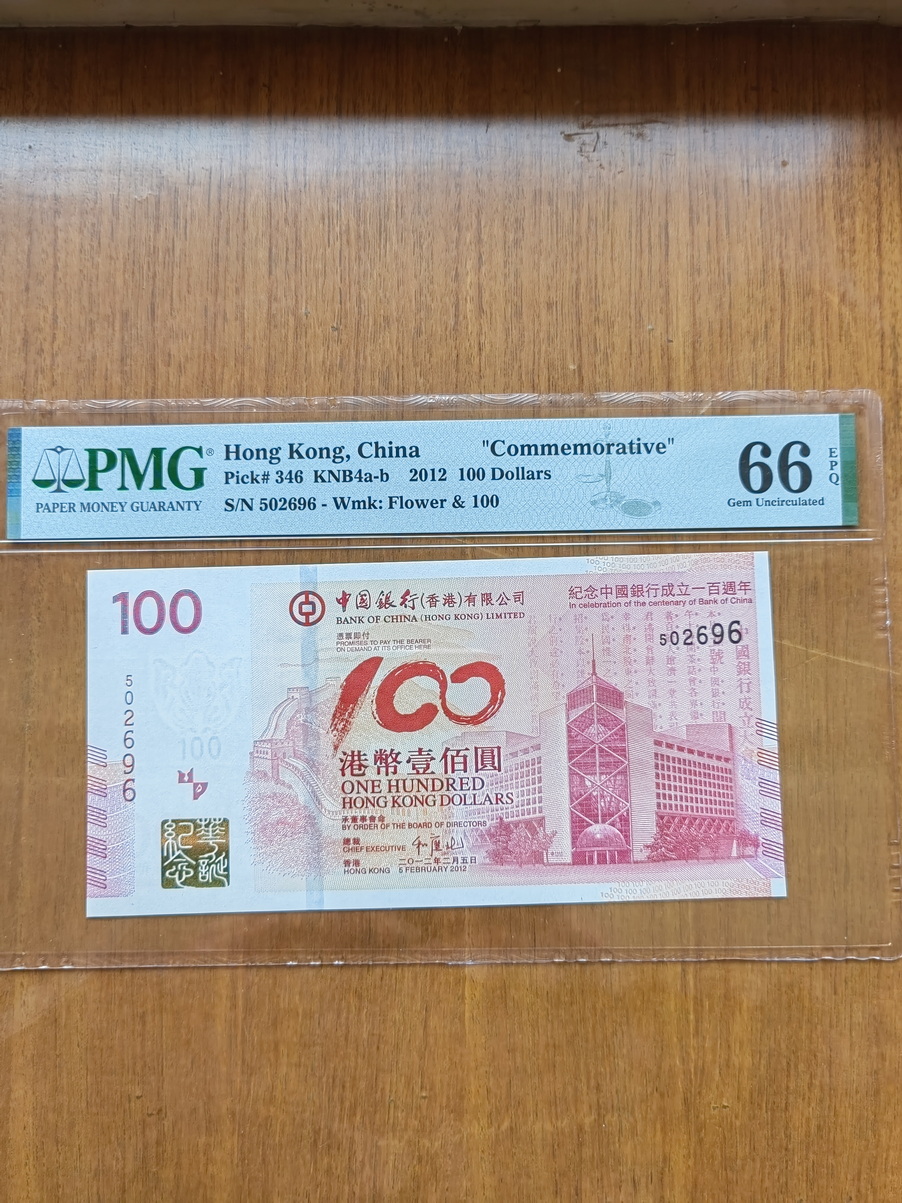 PMG®
PAPER MONEY GUARANTY
Hong Kong, China "Commemorative"
Pick# 346 KNB4a-b 2012 100 Dollars
S/N 502696 - Wmk: Flower & 100
66
EPQ
Gem Uncirculated
100
中國銀行(香港)有限公司
BANK OF CHINA (HONG KONG) LIMITED
紀念中國銀行成立一百週年
In celebration of the centenary of Bank of China
憑票即付
PROMISES TO PAY THE BEARER
ON DEMAND AT ITS OFFICE HERE
502696
100
502696
100
港幣壹佰圓
ONE HUNDRED
HONG KONG DOLLARS
承董事會命
BY ORDER OF THE BOARD OF DIRECTORS
總裁
CHIEF EXECUTIVE
香港 二〇一二年二月五日
HONG KONG 5 FEBRUARY 2012
華誕紀念